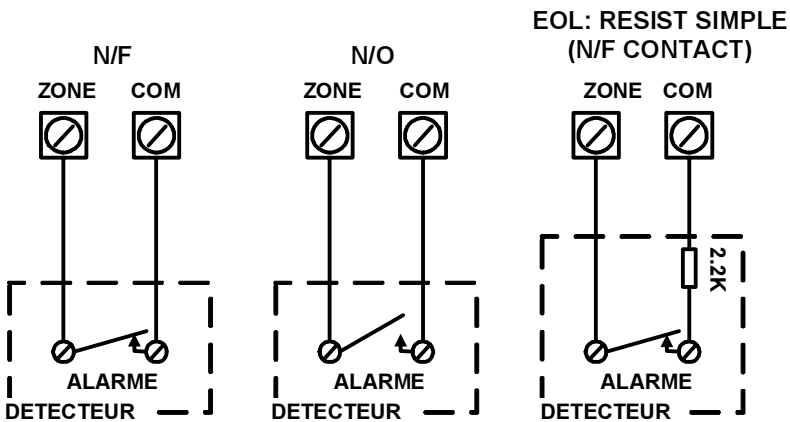 EOL: RESIST SIMPLE
(N/F CONTACT)
N/F
N/O
ZONE COM
ZONE COM
ZONE COM
2.2K
ALARME
ALARME
ALARME
DETECTEUR
DETECTEUR
DETECTEUR